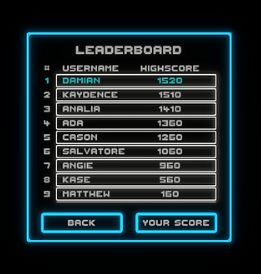 LEADERBOARD
# USERNAME HIGHSCORE
1 DAMIAN 1520
2 KAYDENCE 1510
3 ANALIA 1410
4 ADA 1360
5 CASON 1260
6 SALVATORE 1060
7 ANGIE 960
8 KASE 560
9 MATTHEW 160
BACK YOUR SCORE